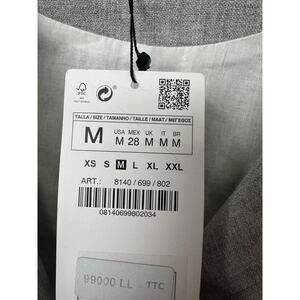 FSC
TALLA / SIZE / TAMANHO / TAILLE / MAAT / ΜΕΓΕΘΟΣ
M
USA MEX UK IT BR
M 28 M M M
XS S M L XL XXL
ART.: 8140 / 699 / 802
08140699802034
99000 LL TTC